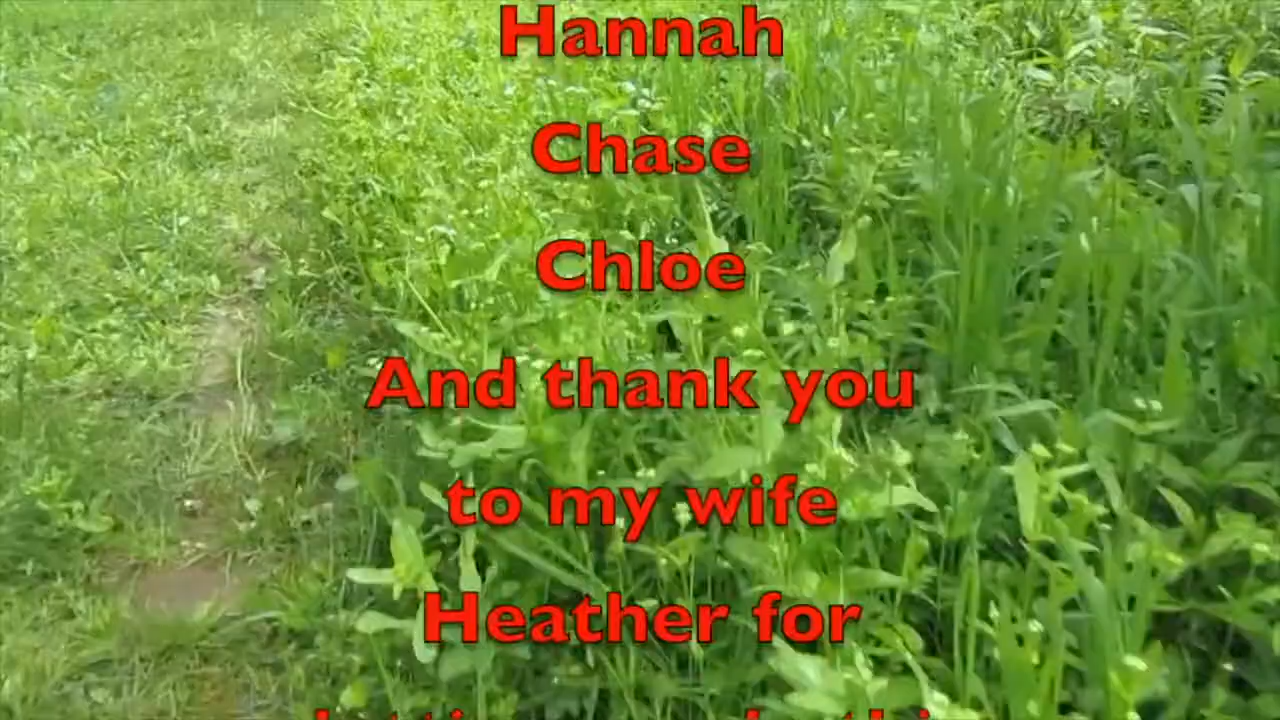 Hannah
Chase
Chloe
And thank you
to my wife
Heather for